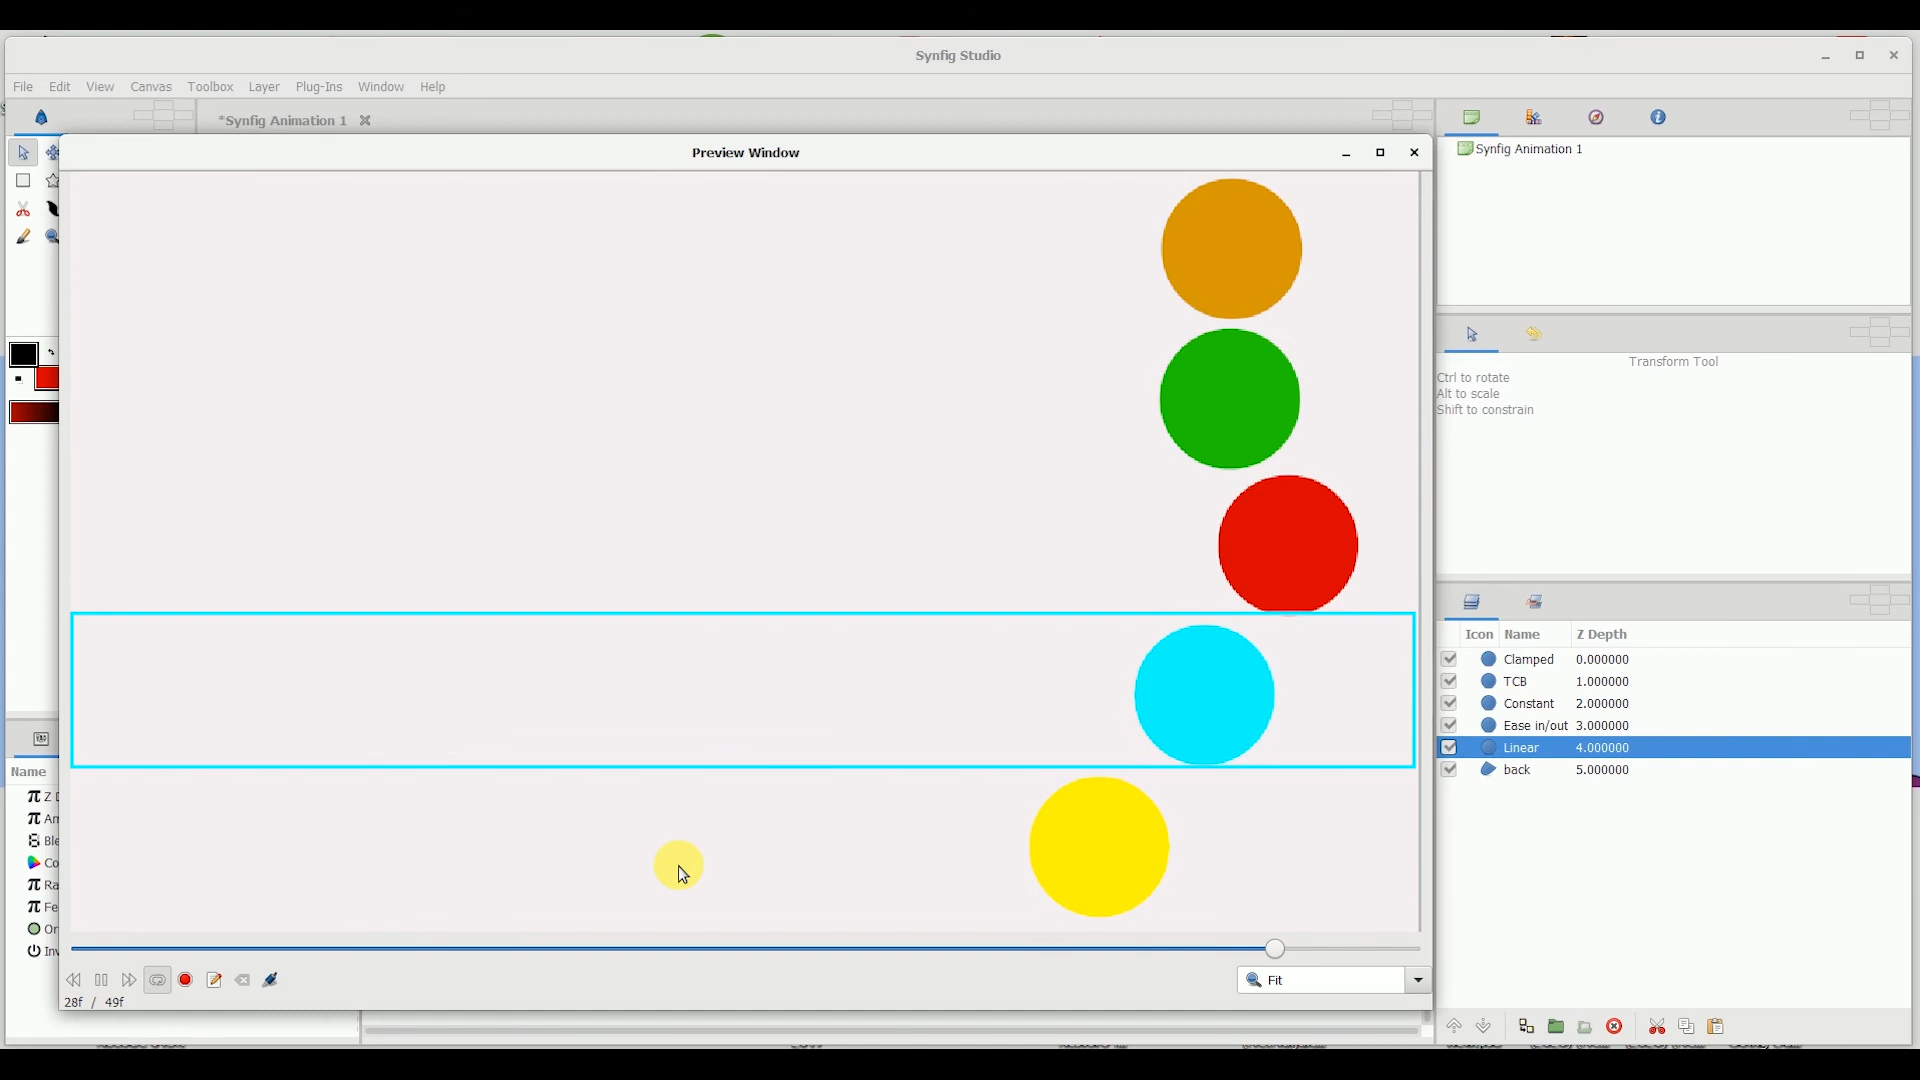 Synfig Studio
File Edit View Canvas Toolbox Layer Plug-Ins Window Help
*Synfig Animation 1
Preview Window
Synfig Animation 1
Transform Tool
Ctrl to rotate
Alt to scale
Shift to constrain
Icon Name Z Depth
Clamped 0.000000
TCB 1.000000
Constant 2.000000
Ease in/out 3.000000
Linear 4.000000
back 5.000000
Name
Fit
28f / 49f